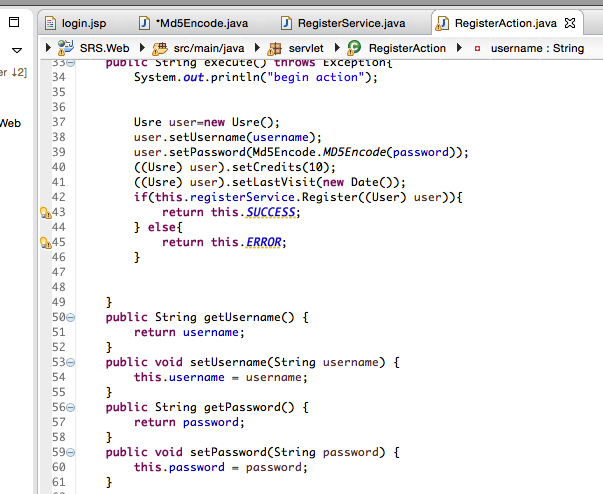 login.jsp *Md5Encode.java RegisterService.java RegisterAction.java
SRS.Web src/main/java servlet RegisterAction username : String
er ↓2]
Web
33 public String execute() throws Exception{
34 System.out.println("begin action");
35
36
37 Usre user=new Usre();
38 user.setUsername(username);
39 user.setPassword(Md5Encode.MD5Encode(password));
40 ((Usre) user).setCredits(10);
41 ((Usre) user).setLastVisit(new Date());
42 if(this.registerService.Register((User) user)){
43 return this.SUCCESS;
44 } else{
45 return this.ERROR;
46 }
47
48
49 }
50 public String getUsername() {
51 return username;
52 }
53 public void setUsername(String username) {
54 this.username = username;
55 }
56 public String getPassword() {
57 return password;
58 }
59 public void setPassword(String password) {
60 this.password = password;
61 }